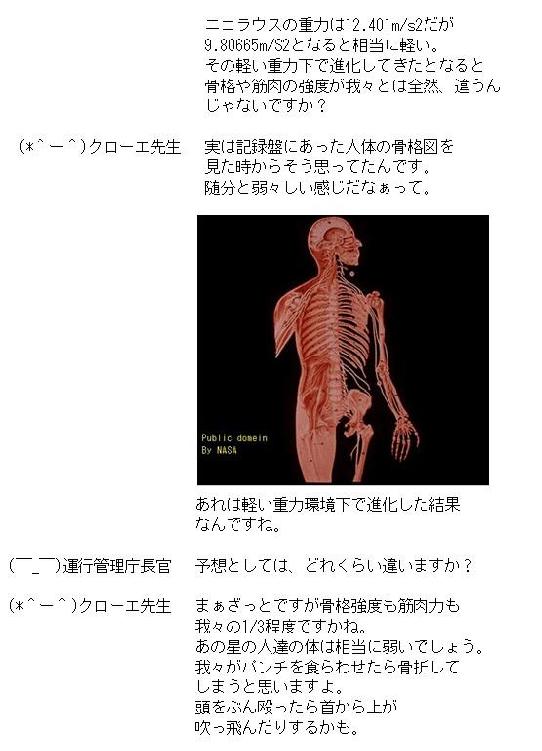 ニニラウスの重力は`2.40`m/s2だが
9.80665m/S2となると相当に軽い。
その軽い重力下で進化してきたとなると
骨格や筋肉の強度が我々とは全然、違うん
じゃないですか？
(*＾ー＾)クローエ先生 実は記録盤にあった人体の骨格図を
見た時からそう思ってたんです。
随分と弱々しい感じだなぁって。
Public domein
By NASA
あれは軽い重力環境下で進化した結果
なんですね。
(￣_￣)運行管理庁長官 予想としては、どれくらい違いますか？
(*＾ー＾)クローエ先生 まぁざっとですが骨格強度も筋肉力も
我々の1/3程度ですかね。
あの星の人達の体は相当に弱いでしょう。
我々がパンチを食らわせたら骨折して
しまうと思いますよ。
頭をぶん殴ったら首から上が
吹っ飛んだりするかも。